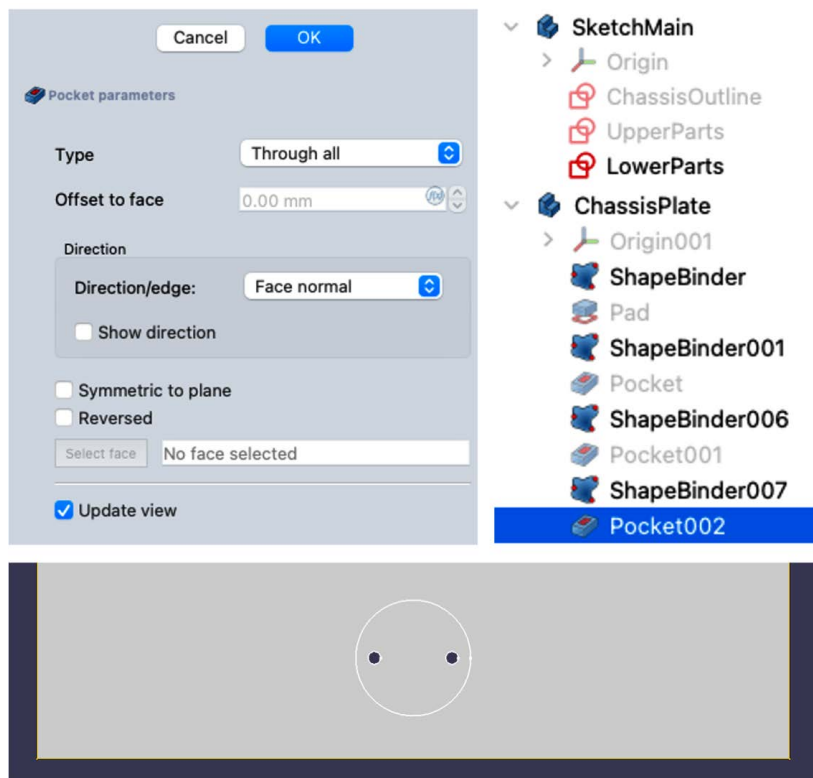 Cancel
OK
Pocket parameters
Type
Through all
Offset to face
0.00 mm
f(x)
Direction
Direction/edge:
Face normal
Show direction
Symmetric to plane
Reversed
Select face
No face selected
Update view
SketchMain
Origin
ChassisOutline
UpperParts
LowerParts
ChassisPlate
Origin001
ShapeBinder
Pad
ShapeBinder001
Pocket
ShapeBinder006
Pocket001
ShapeBinder007
Pocket002